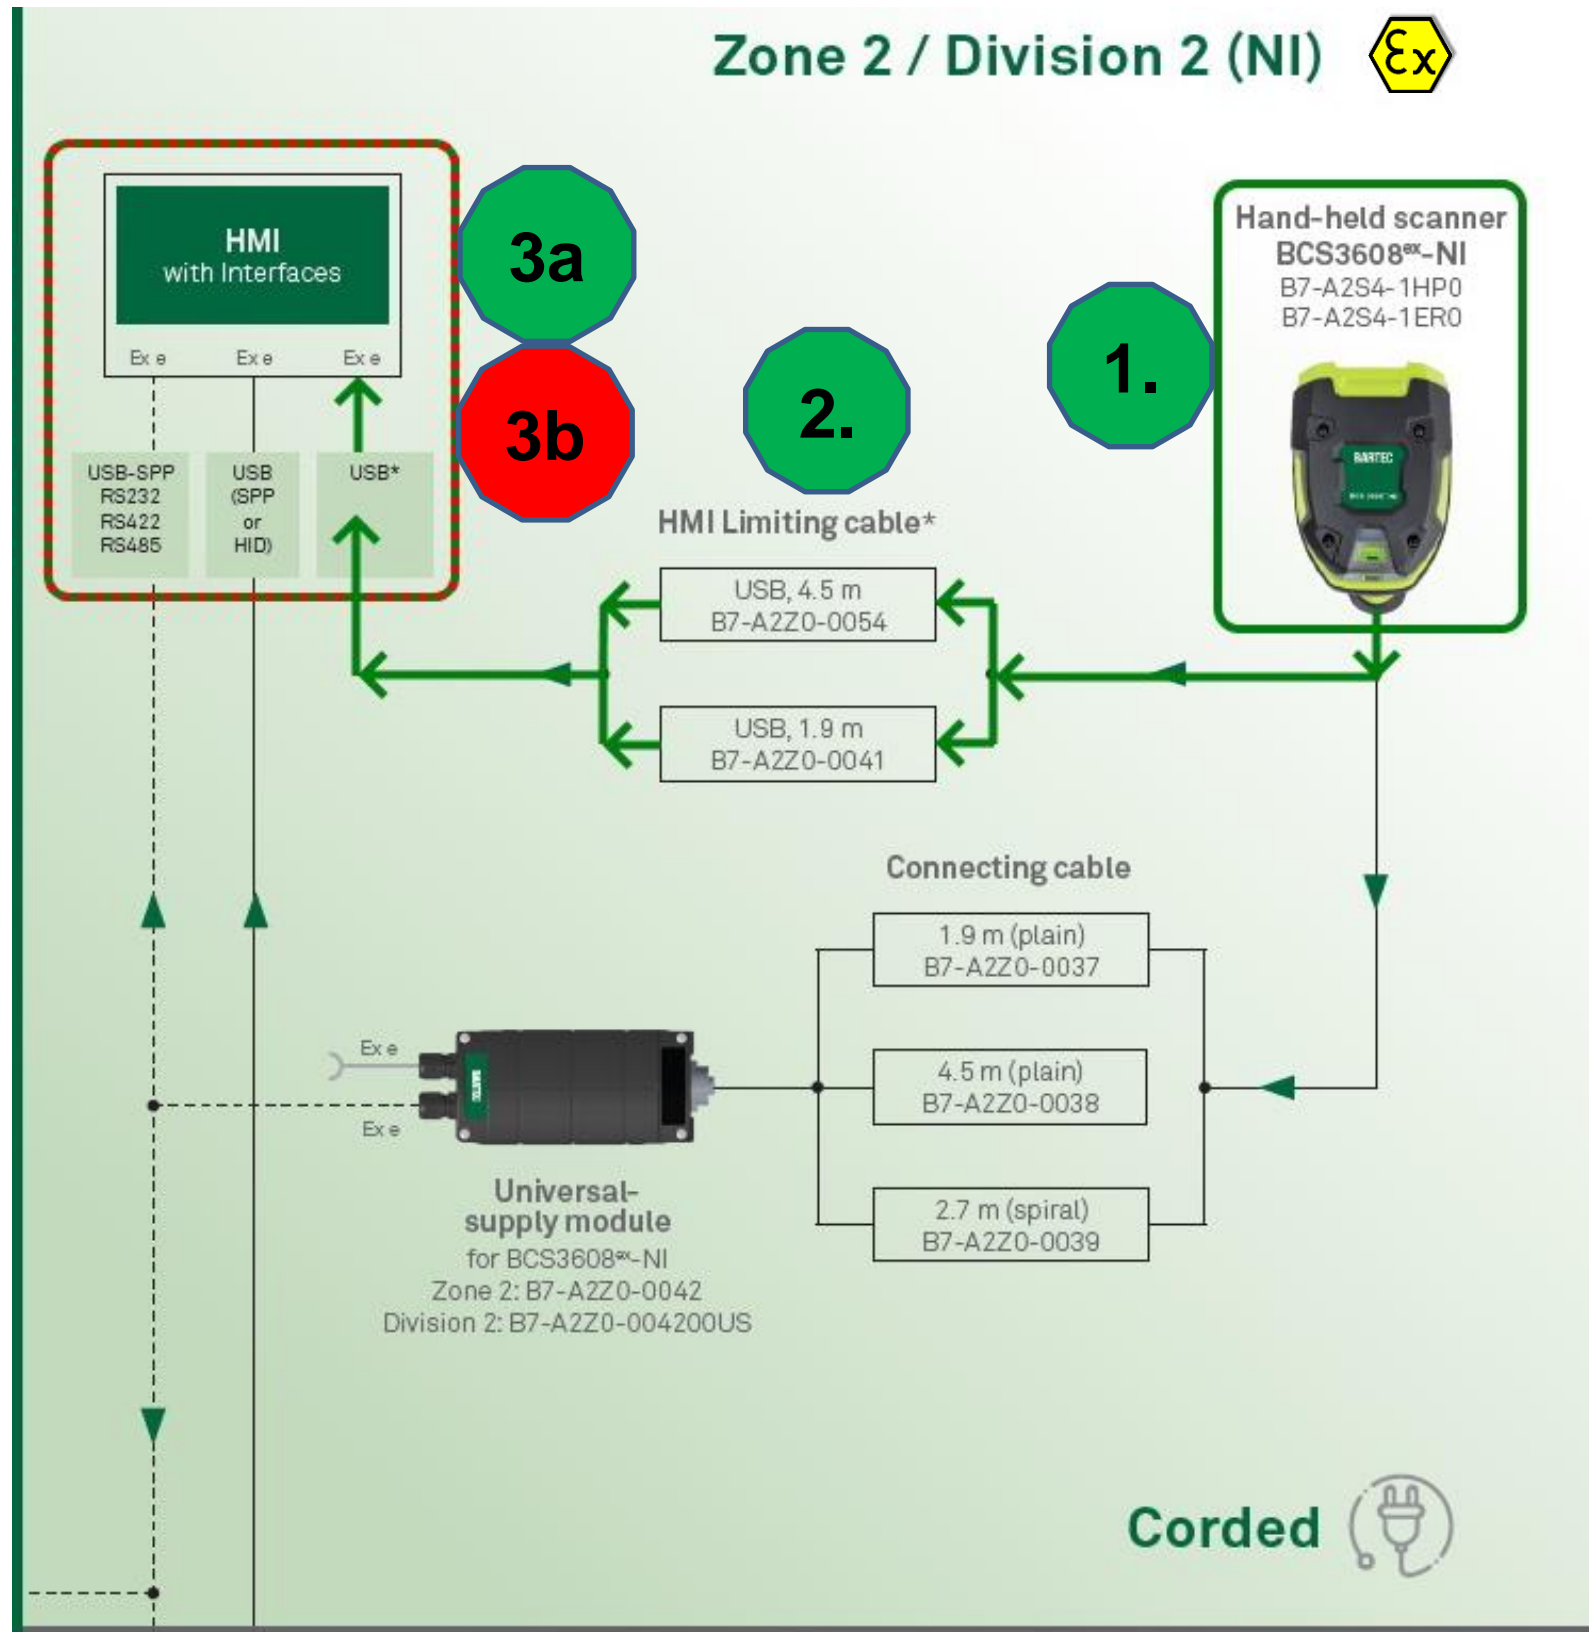 Zone 2 / Division 2 (NI)
εx
HMI
with Interfaces
Ex e
Ex e
Ex e
USB-SPP
RS232
RS422
RS485
USB
(SPP
or
HID)
USB*
3a
3b
2.
1.
Hand-held scanner
BCS3608ᵉˣ-NI
B7-A2S4-1HP0
B7-A2S4-1ER0
BARTEC
HMI Limiting cable*
USB, 4.5 m
B7-A2Z0-0054
USB, 1.9 m
B7-A2Z0-0041
Connecting cable
1.9 m (plain)
B7-A2Z0-0037
4.5 m (plain)
B7-A2Z0-0038
2.7 m (spiral)
B7-A2Z0-0039
Ex e
Ex e
BARTEC
Universal-
supply module
for BCS3608ᵉˣ-NI
Zone 2: B7-A2Z0-0042
Division 2: B7-A2Z0-004200US
Corded